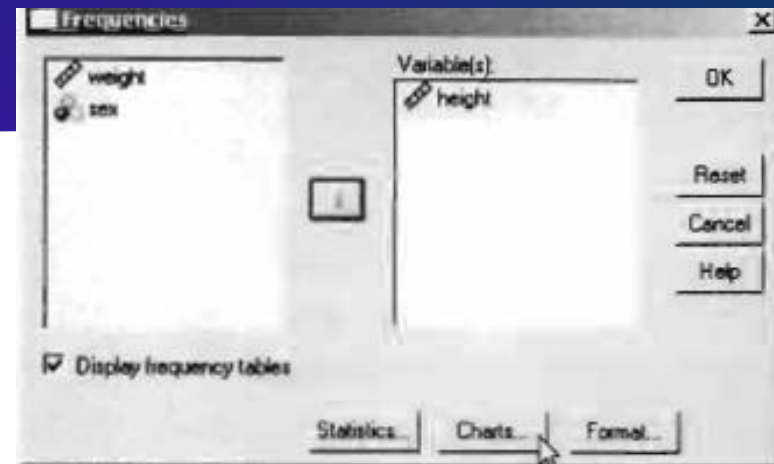 Frequencies
weight
sex
Variable(s):
height
OK
Reset
Cancel
Help
Display frequency tables
Statistics...
Charts...
Format...